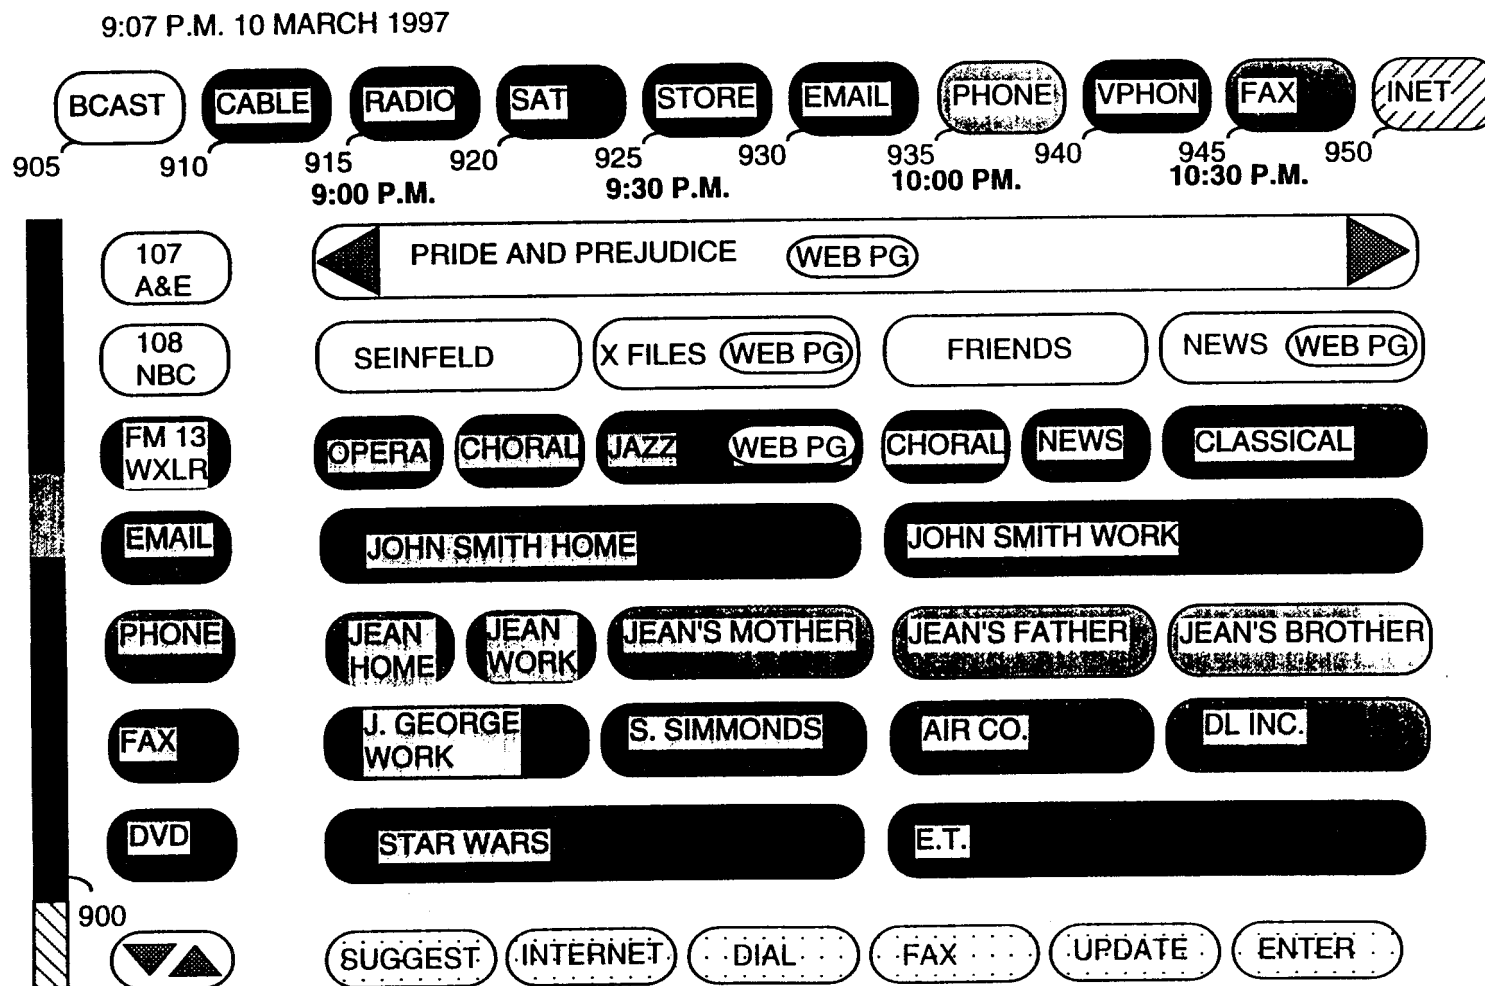 9:07 P.M. 10 MARCH 1997
BCAST CABLE RADIO SAT STORE EMAIL PHONE VPHON FAX INET
905 910 915 920 925 930 935 940 945 950
9:00 P.M. 9:30 P.M. 10:00 PM. 10:30 P.M.
107
A&E
PRIDE AND PREJUDICE WEB PG
108
NBC
SEINFELD X FILES WEB PG FRIENDS NEWS WEB PG
FM 13
WXLR
OPERA CHORAL JAZZ WEB PG CHORAL NEWS CLASSICAL
EMAIL JOHN SMITH HOME JOHN SMITH WORK
PHONE
JEAN
HOME
JEAN
WORK
JEAN'S MOTHER JEAN'S FATHER JEAN'S BROTHER
FAX
J. GEORGE
WORK
S. SIMMONDS AIR CO. DL INC.
DVD STAR WARS E.T.
900
SUGGEST INTERNET DIAL FAX UPDATE ENTER